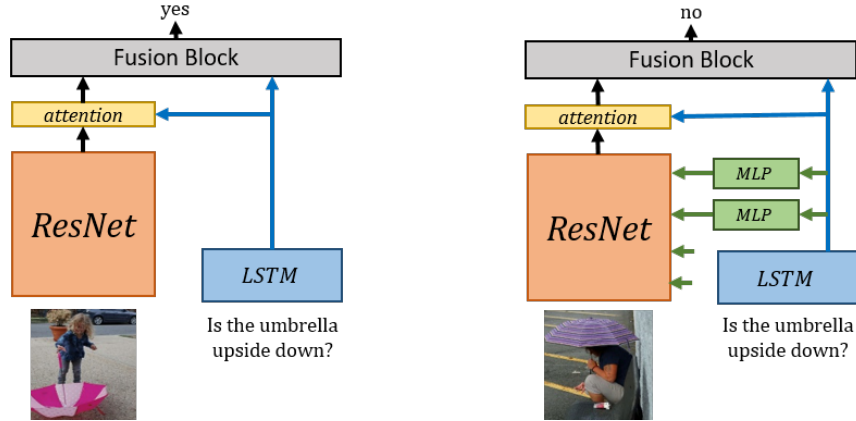 yes
Fusion Block
attention
ResNet
LSTM
Is the umbrella
upside down?
no
Fusion Block
attention
MLP
MLP
ResNet
LSTM
Is the umbrella
upside down?